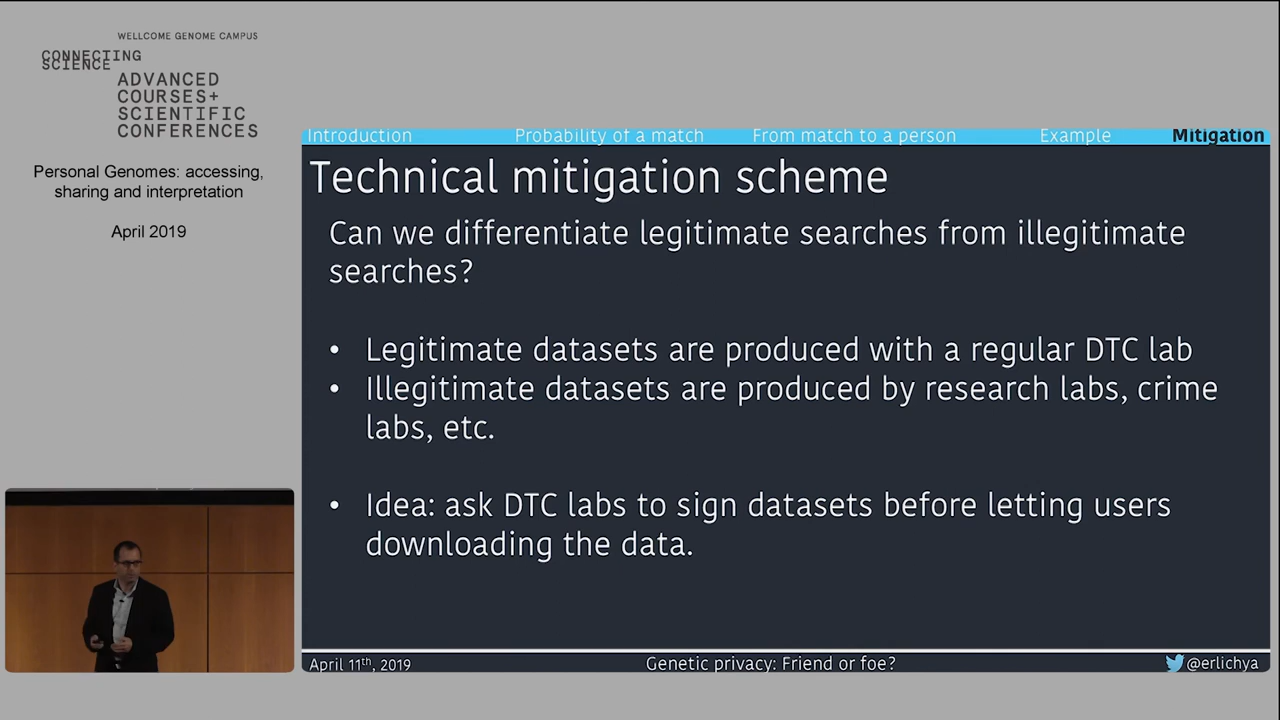 WELLCOME GENOME CAMPUS
CONNECTING
SCIENCE
ADVANCED
COURSES+
SCIENTIFIC
CONFERENCES
Personal Genomes: accessing,
sharing and interpretation
April 2019
Introduction Probability of a match From match to a person Example Mitigation
Technical mitigation scheme
Can we differentiate legitimate searches from illegitimate
searches?
• Legitimate datasets are produced with a regular DTC lab
• Illegitimate datasets are produced by research labs, crime
labs, etc.
• Idea: ask DTC labs to sign datasets before letting users
downloading the data.
April 11th, 2019 Genetic privacy: Friend or foe? @erlichya